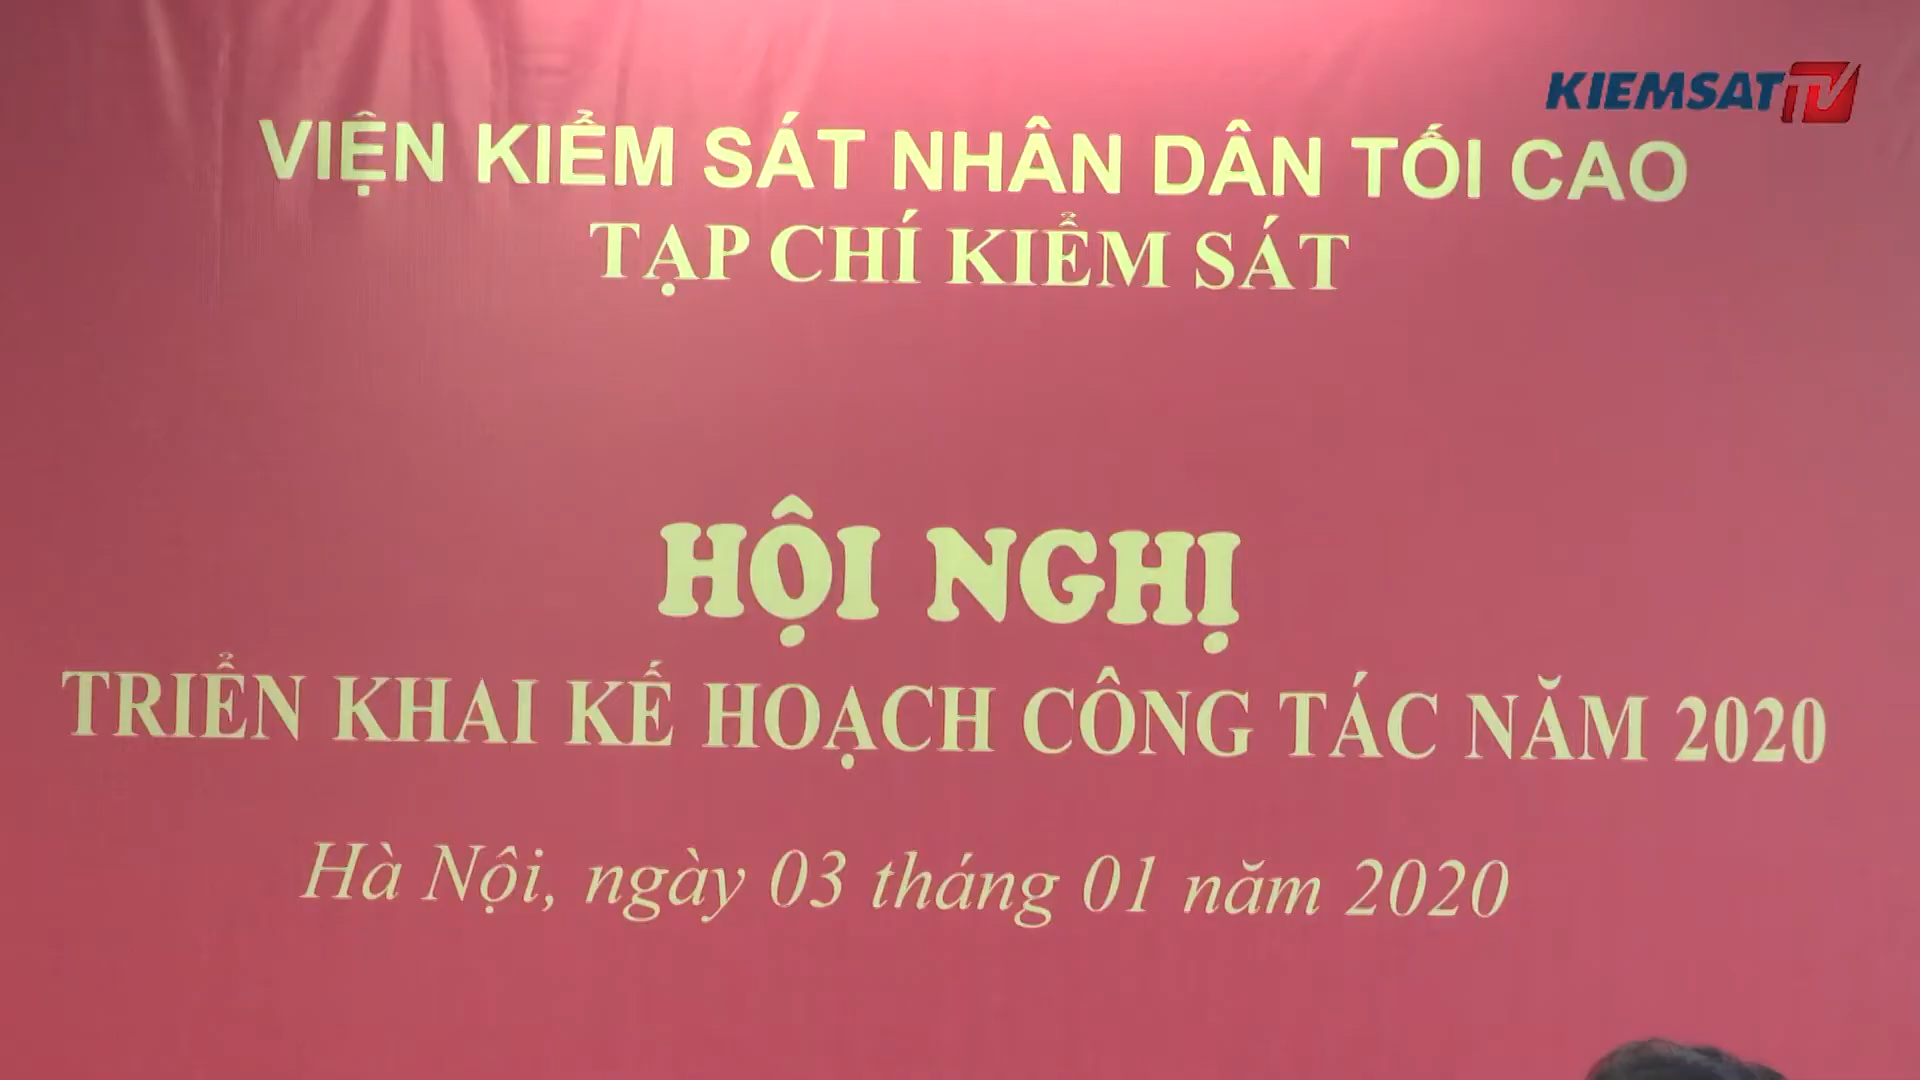 KIEMSAT TV
VIỆN KIỂM SÁT NHÂN DÂN TỐI CAO
TẠP CHÍ KIỂM SÁT
HỘI NGHỊ
TRIỂN KHAI KẾ HOẠCH CÔNG TÁC NĂM 2020
Hà Nội, ngày 03 tháng 01 năm 2020